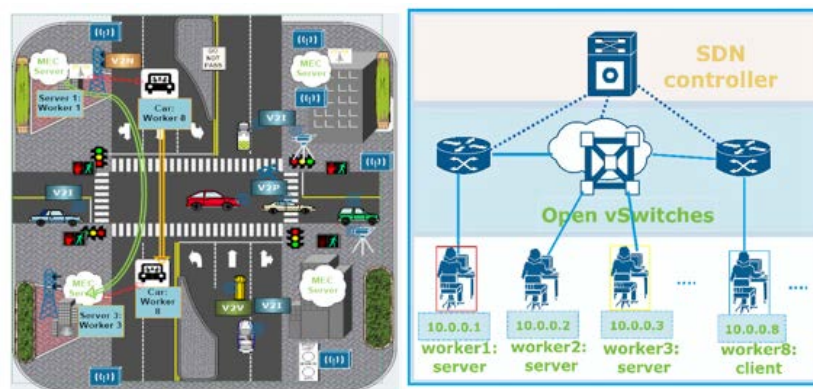 MEC
Server
V2N
GO
NOT
PASS
MEC
Server
Server 1:
Worker 1
Car:
Worker 8
V2I
V2I
V2P
MEC
Server
Car:
Worker
8
Server 3:
Worker 3
V2V
V2I
MEC
Server
SDN
controller
Open vSwitches
10.0.0.1
10.0.0.2
10.0.0.3
10.0.0.8
worker1:
server
worker2:
server
worker3:
server
worker8:
client
....
....